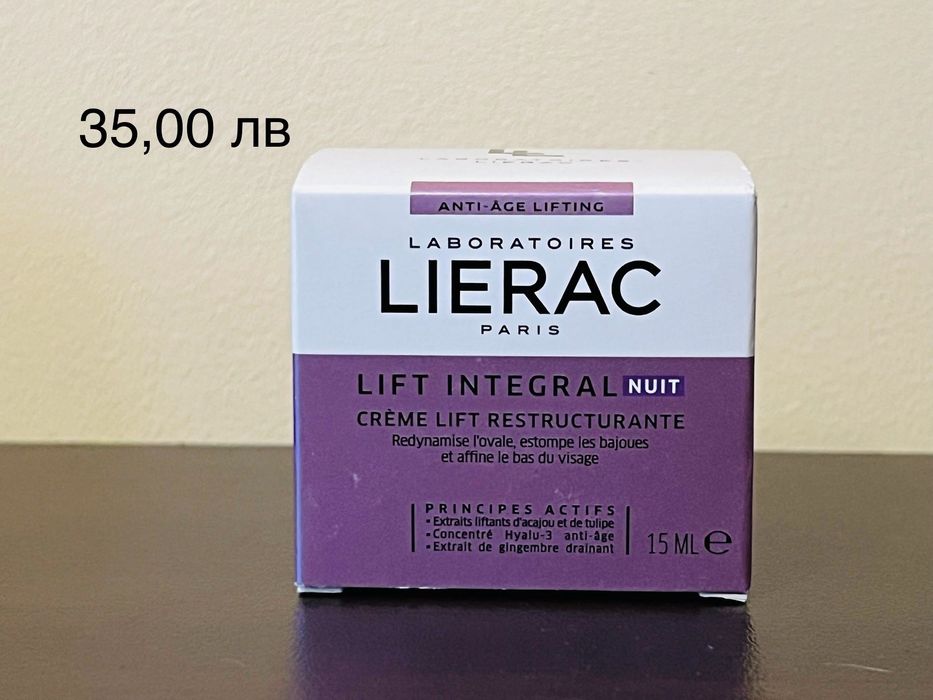 35,00 лв
LABORATOIRES
LIERAC
ANTI-ÂGE LIFTING
LABORATOIRES
LIERAC
PARIS
LIFT INTEGRAL NUIT
CRÈME LIFT RESTRUCTURANTE
Redynamise l'ovale, estompe les bajoues
et affine le bas du visage
PRINCIPES ACTIFS
▪ Extraits liftants d'acajou et de tulipe
▪ Concentré Hyalu-3 anti-âge
▪ Extrait de gingembre drainant
15 ML ℮